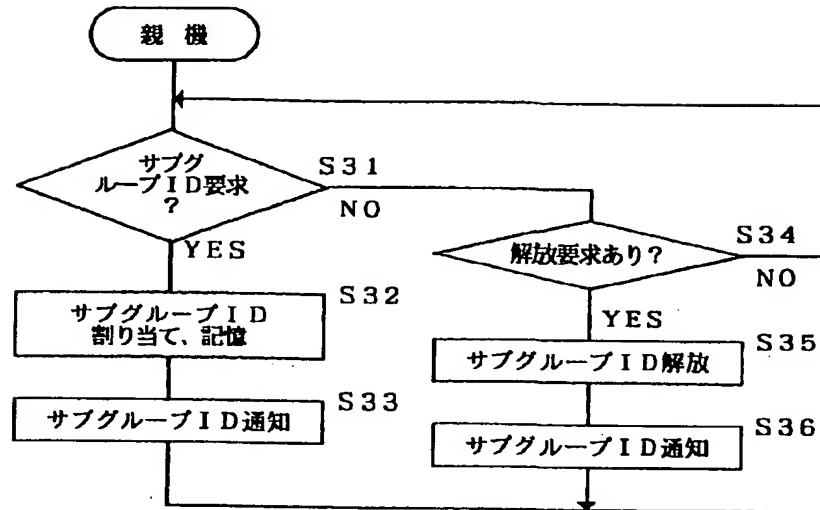 親 機
サブグ
ループID要求
?
S31
NO
YES
解放要求あり?
S34
NO
YES
サブグループID
割り当て、記憶
S32
サブグループID通知
S33
サブグループID解放
S35
サブグループID通知
S36